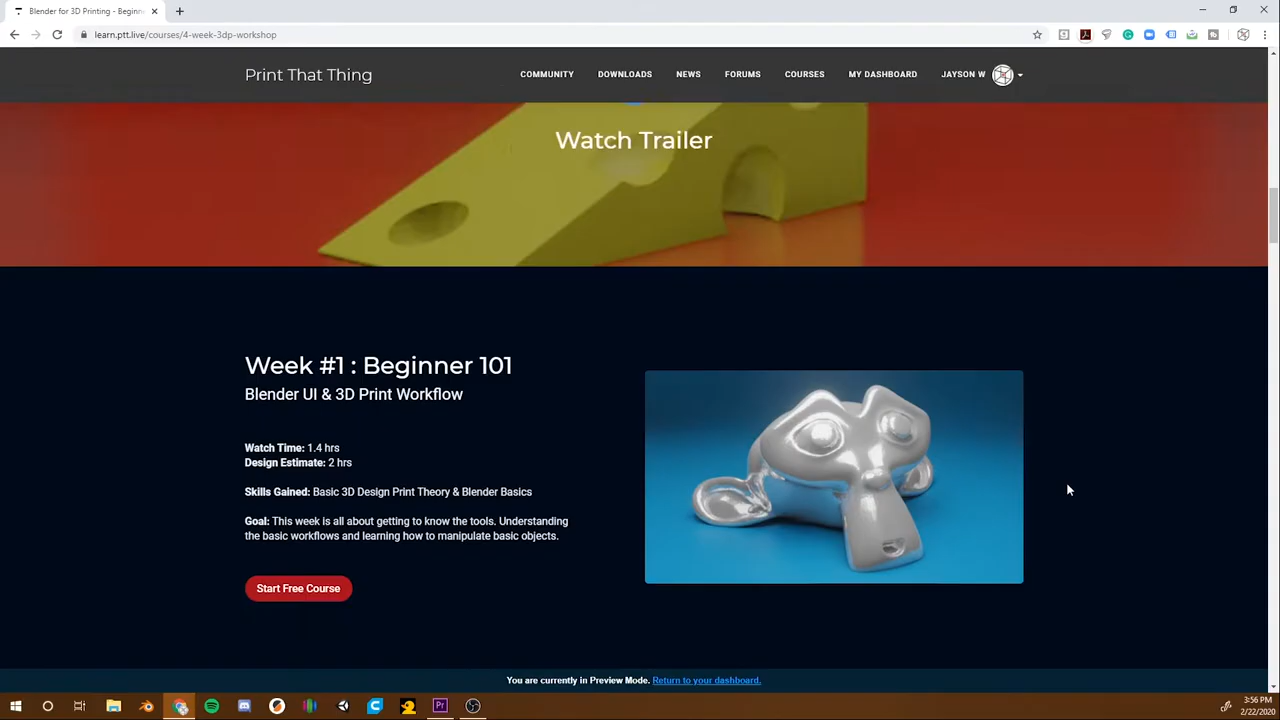 Blender for 3D Printing - Beginn
learn.ptt.live/courses/4-week-3dp-workshop
Print That Thing
COMMUNITY
DOWNLOADS
NEWS
FORUMS
COURSES
MY DASHBOARD
JAYSON W
Watch Trailer
Week #1 : Beginner 101
Blender UI & 3D Print Workflow
Watch Time: 1.4 hrs
Design Estimate: 2 hrs
Skills Gained: Basic 3D Design Print Theory & Blender Basics
Goal: This week is all about getting to know the tools. Understanding
the basic workflows and learning how to manipulate basic objects.
Start Free Course
You are currently in Preview Mode. Return to your dashboard.
Pr
3:56 PM
2/22/2020